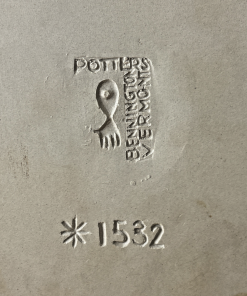 POTTERS
BENNINGTON
VERMONT
*1532